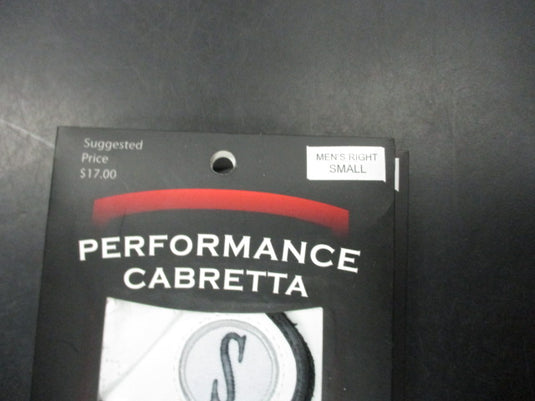 Suggested
Price
$17.00
MEN'S RIGHT
SMALL
PERFORMANCE
CABRETTA
S